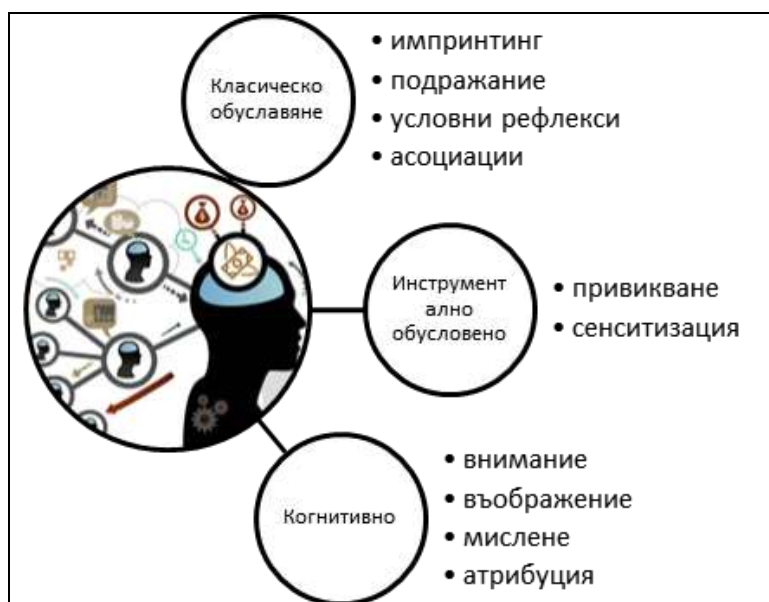 Класическо
обуславяне
• импринтинг
• подражание
• условни рефлекси
• асоциации
Инструмент
ално
обусловено
• привикване
• сенситизация
Когнитивно
• внимание
• въображение
• мислене
• атрибуция